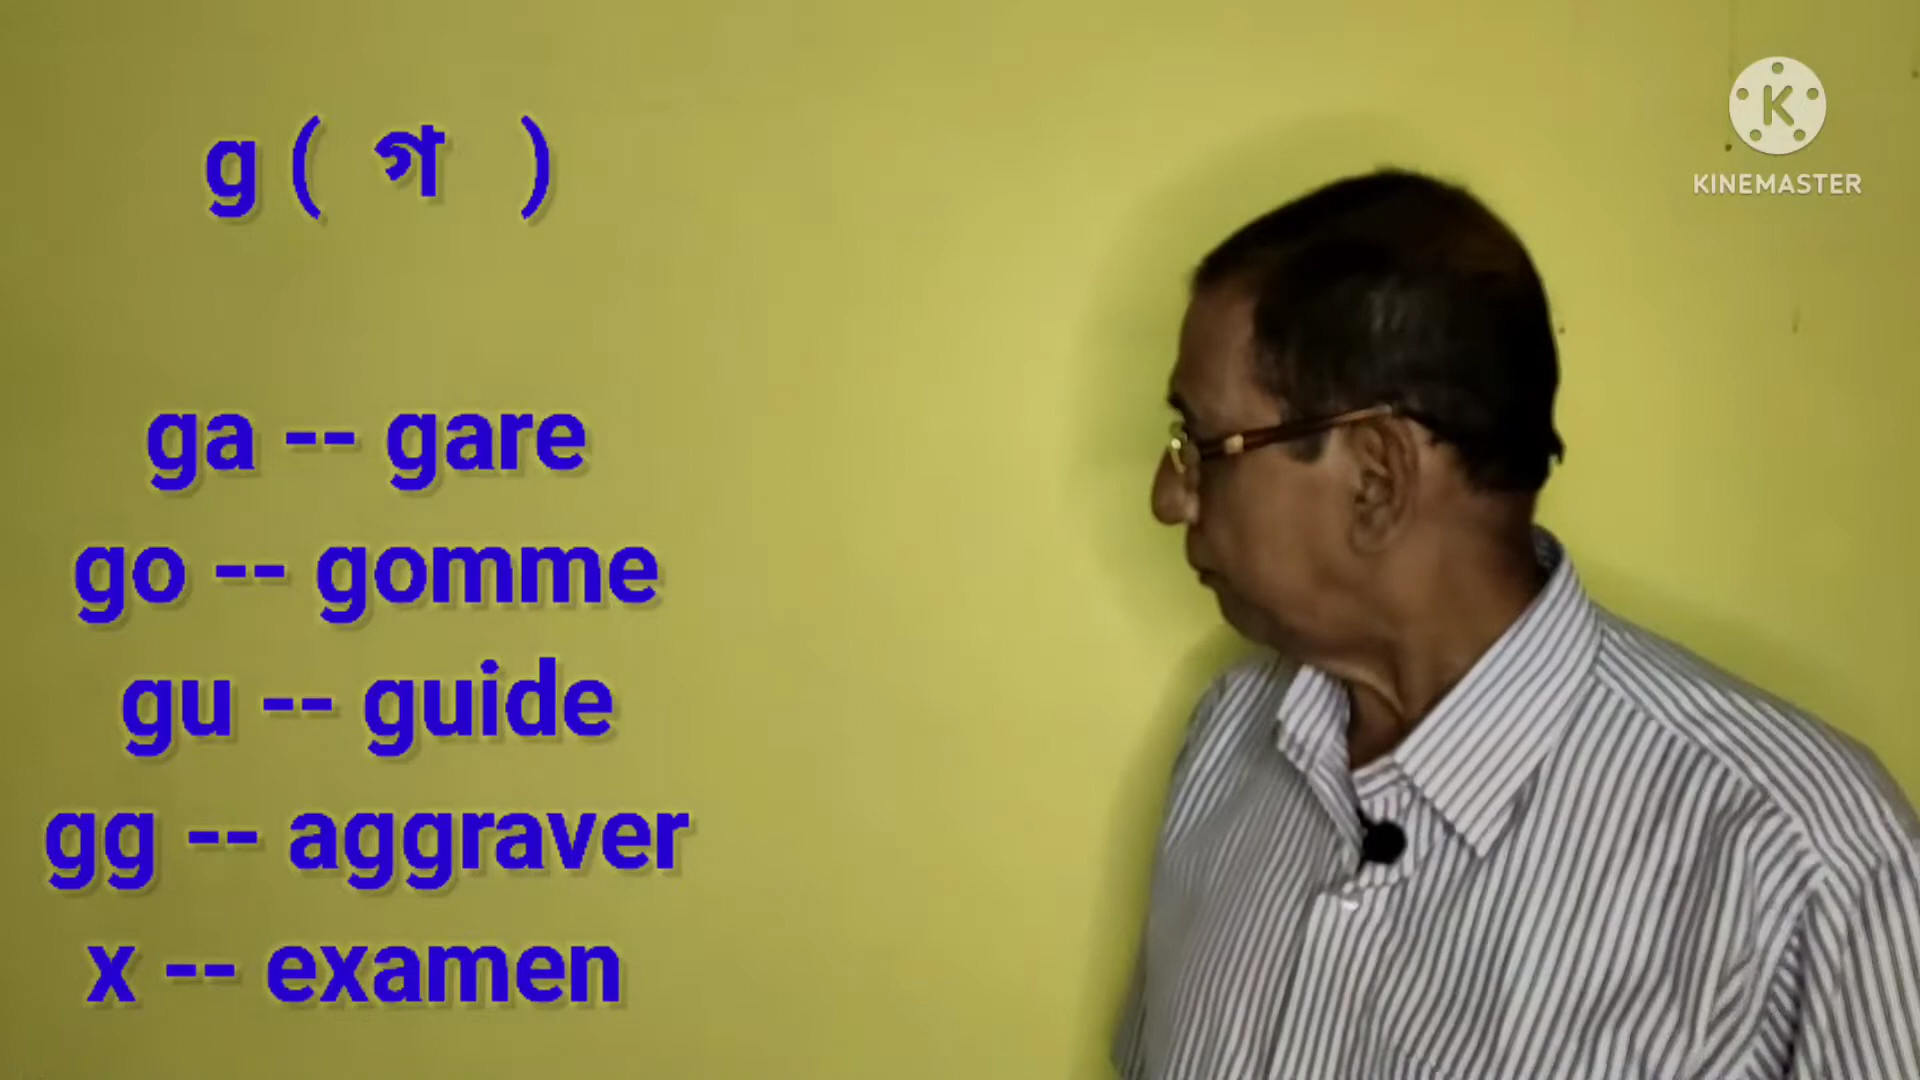 g ( গ )
K
KINEMASTER
ga -- gare
go -- gomme
gu -- guide
gg -- aggraver
x -- examen